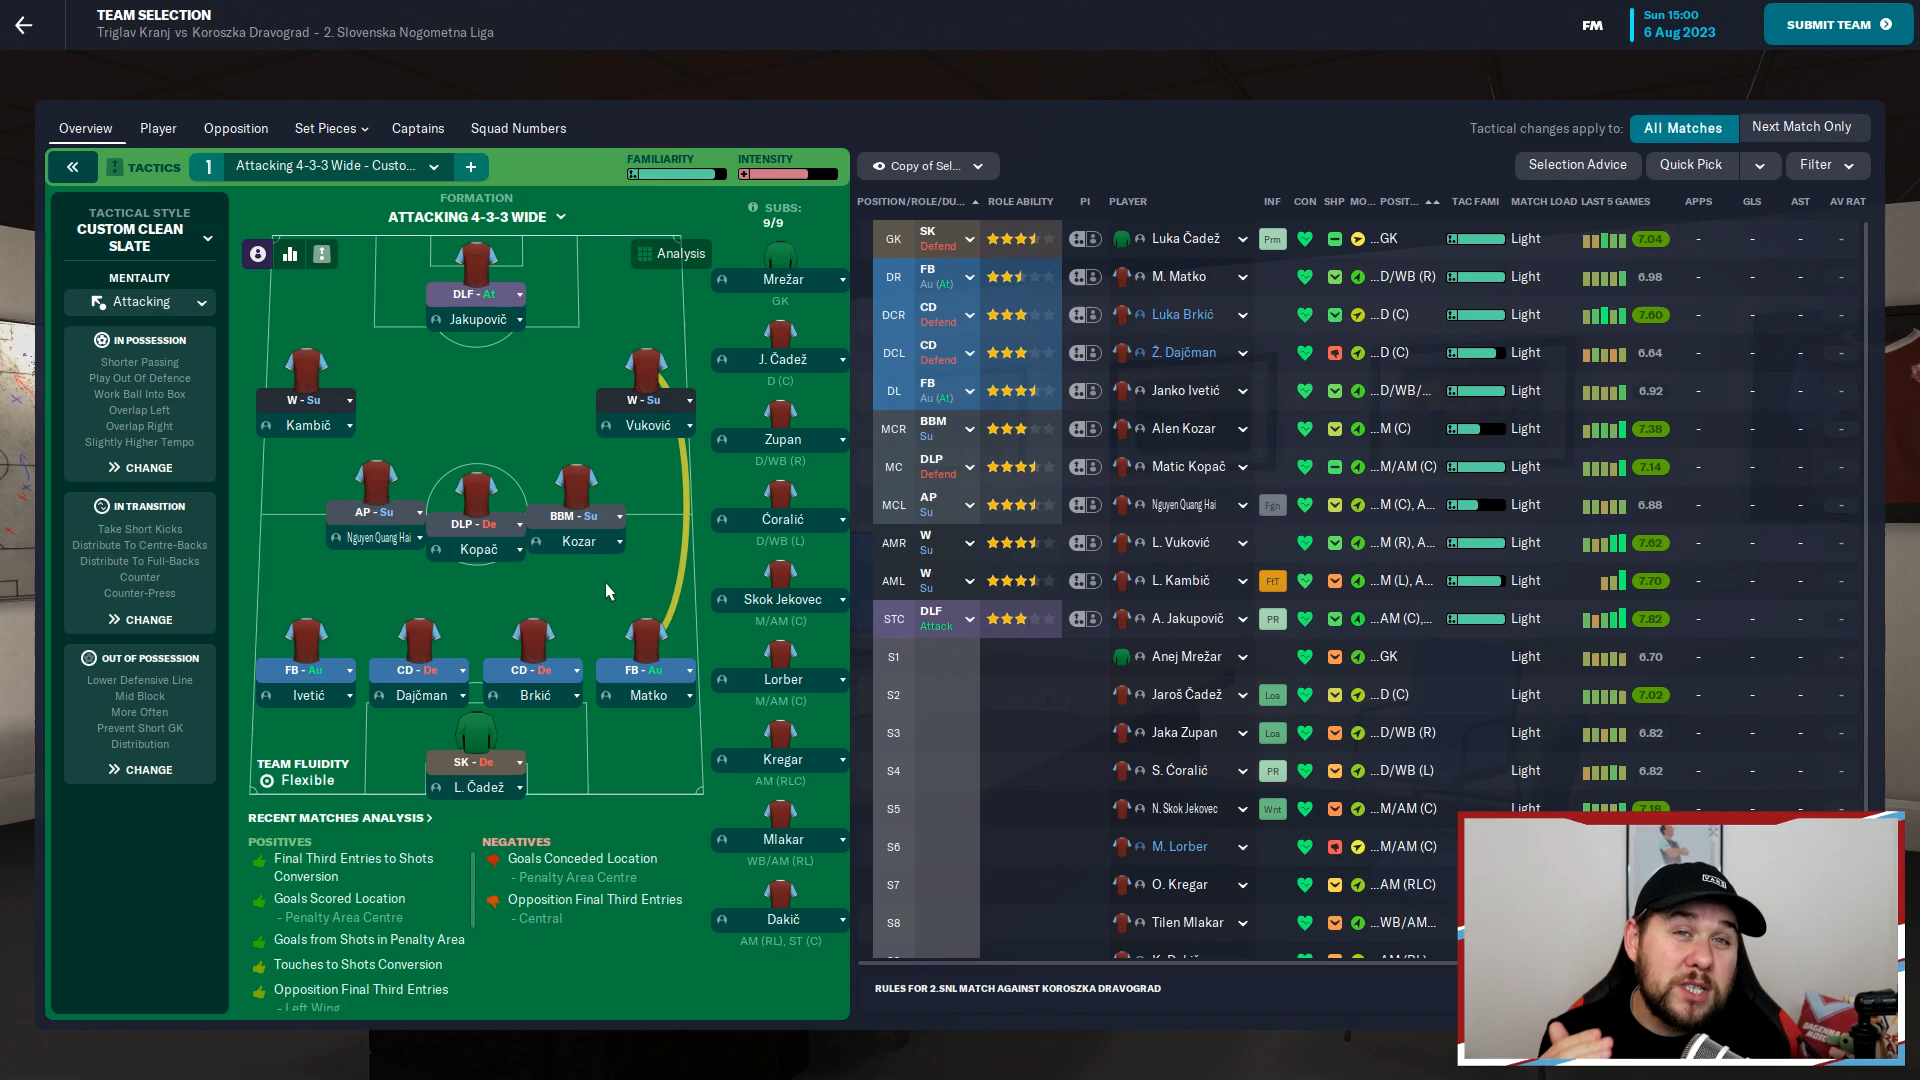 TEAM SELECTION
Triglav Kranj vs Koroszka Dravograd - 2. Slovenska Nogometna Liga
FM
Sun 15:00
6 Aug 2023
SUBMIT TEAM
Overview Player Opposition Set Pieces Captains Squad Numbers
Tactical changes apply to: All Matches Next Match Only
TACTICS 1 Attacking 4-3-3 Wide - Custo... +
FAMILIARITY INTENSITY
Copy of Sel... Selection Advice Quick Pick Filter
TACTICAL STYLE
CUSTOM CLEAN
SLATE
MENTALITY
Attacking
IN POSSESSION
Shorter Passing
Play Out Of Defence
Work Ball Into Box
Overlap Left
Overlap Right
Slightly Higher Tempo
CHANGE
IN TRANSITION
Take Short Kicks
Distribute To Centre-Backs
Distribute To Full-Backs
Counter
Counter-Press
CHANGE
OUT OF POSSESSION
Lower Defensive Line
Mid Block
More Often
Prevent Short GK
Distribution
CHANGE
FORMATION
ATTACKING 4-3-3 WIDE
Analysis
DLF - At
Jakupovič
W - Su
Kambič
W - Su
Vuković
AP - Su
Nguyen Quang Hai
DLP - De
Kopač
BBM - Su
Kozar
FB - Au
Ivetić
CD - De
Dajčman
CD - De
Brkić
FB - Au
Matko
SK - De
L. Čadež
TEAM FLUIDITY
Flexible
SUBS:
9/9
Mrežar
GK
J. Čadež
D (C)
Zupan
D/WB (R)
Ćoralić
D/WB (L)
Skok Jekovec
M/AM (C)
Lorber
M/AM (C)
Kregar
AM (RLC)
Mlakar
WB/AM (RL)
Dakič
AM (RL), ST (C)
RECENT MATCHES ANALYSIS
POSITIVES
Final Third Entries to Shots
Conversion
Goals Scored Location
- Penalty Area Centre
Goals from Shots in Penalty Area
Touches to Shots Conversion
Opposition Final Third Entries
- Left Wing
NEGATIVES
Goals Conceded Location
- Penalty Area Centre
Opposition Final Third Entries
- Central
POSITION/ROLE/DU... ROLE ABILITY PI PLAYER INF CON SHP MO... POSIT... TAC FAMI MATCH LOAD LAST 5 GAMES APPS GLS AST AV RAT
GK SK Defend Luka Čadež Prm ...GK Light 7.04 - - - -
DR FB Au (At) M. Matko ...D/WB (R) Light 6.98 - - - -
DCR CD Defend Luka Brkić ...D (C) Light 7.60 - - - -
DCL CD Defend Ž. Dajčman ...D (C) Light 6.64 - - - -
DL FB Au (At) Janko Ivetić ...D/WB/... Light 6.92 - - - -
MCR BBM Su Alen Kozar ...M (C) Light 7.38 - - - -
MC DLP Defend Matic Kopač ...M/AM (C) Light 7.14 - - - -
MCL AP Su Nguyen Quang Hai Fgn ...M (C), A... Light 6.88 - - - -
AMR W Su L. Vuković ...M (R), A... Light 7.62 - - - -
AML W Su L. Kambič FtT ...M (L), A... Light 7.70 - - - -
STC DLF Attack A. Jakupovič PR ...AM (C),... Light 7.82 - - - -
S1 Anej Mrežar ...GK Light 6.70 - - - -
S2 Jaroš Čadež Loa ...D (C) Light 7.02 - - - -
S3 Jaka Zupan Loa ...D/WB (R) Light 6.82 - - - -
S4 S. Ćoralić PR ...D/WB (L) Light 6.82 - - - -
S5 N. Skok Jekovec Wnt ...M/AM (C) Light 7.18 - - - -
S6 M. Lorber ...M/AM (C)
S7 O. Kregar ...AM (RLC)
S8 Tilen Mlakar ...WB/AM...
RULES FOR 2.SNL MATCH AGAINST KOROSZKA DRAVOGRAD
VANS